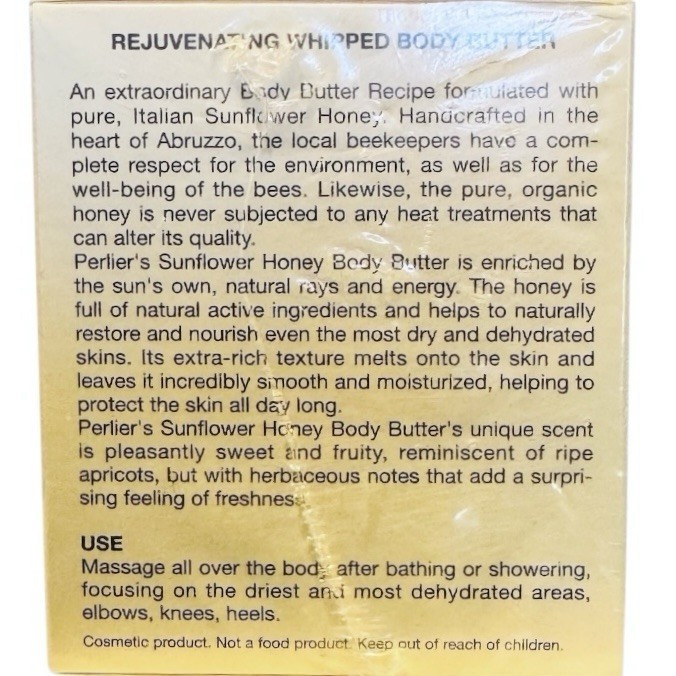 REJUVENATING WHIPPED BODY BUTTER
An extraordinary Body Butter Recipe formulated with
pure, Italian Sunflower Honey. Handcrafted in the
heart of Abruzzo, the local beekeepers have a com-
plete respect for the environment, as well as for the
well-being of the bees. Likewise, the pure, organic
honey is never subjected to any heat treatments that
can alter its quality.
Perlier's Sunflower Honey Body Butter is enriched by
the sun's own, natural rays and energy. The honey is
full of natural active ingredients and helps to naturally
restore and nourish even the most dry and dehydrated
skins. Its extra-rich texture melts onto the skin and
leaves it incredibly smooth and moisturized, helping to
protect the skin all day long.
Perlier's Sunflower Honey Body Butter's unique scent
is pleasantly sweet and fruity, reminiscent of ripe
apricots, but with herbaceous notes that add a surpri-
sing feeling of freshness.
USE
Massage all over the body after bathing or showering,
focusing on the driest and most dehydrated areas,
elbows, knees, heels.
Cosmetic product. Not a food product. Keep out of reach of children.